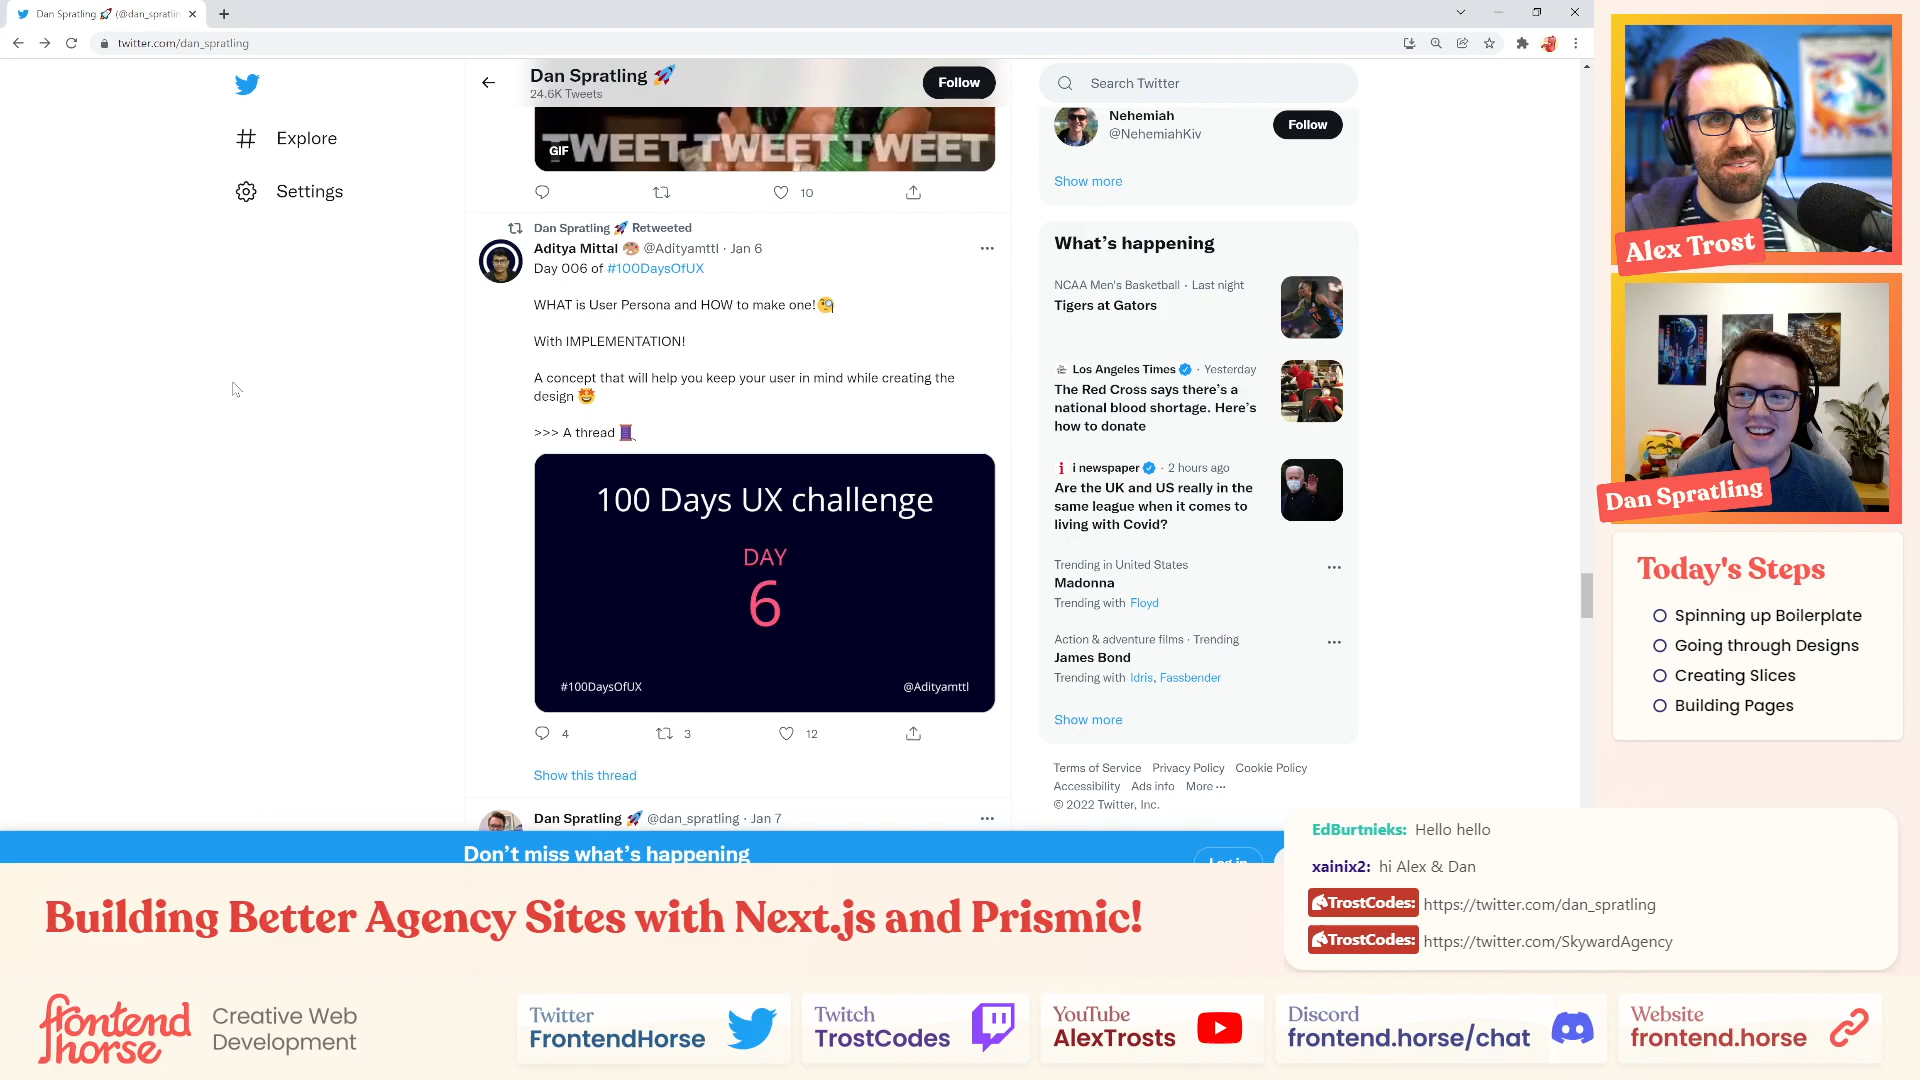 Dan Spratling 🚀 (@dan_spratlin
twitter.com/dan_spratling
Explore
Settings
Dan Spratling 🚀
24.6K Tweets
Follow
TWEET TWEET TWEET
GIF
10
Dan Spratling 🚀 Retweeted
Aditya Mittal 🎨 @Adityamttl · Jan 6
Day 006 of #100DaysOfUX
WHAT is User Persona and HOW to make one!🧐
With IMPLEMENTATION!
A concept that will help you keep your user in mind while creating the
design 🤩
>>> A thread 🧵
100 Days UX challenge
DAY
6
#100DaysOfUX
@Adityamttl
4
3
12
Show this thread
Dan Spratling 🚀 @dan_spratling · Jan 7
Search Twitter
Nehemiah
@NehemiahKiv
Follow
Show more
What's happening
NCAA Men's Basketball · Last night
Tigers at Gators
Los Angeles Times · Yesterday
The Red Cross says there's a
national blood shortage. Here's
how to donate
i newspaper · 2 hours ago
Are the UK and US really in the
same league when it comes to
living with Covid?
Trending in United States
Madonna
Trending with Floyd
Action & adventure films · Trending
James Bond
Trending with Idris, Fassbender
Show more
Terms of Service Privacy Policy Cookie Policy
Accessibility Ads info More ···
© 2022 Twitter, Inc.
Don't miss what's happening
Log in
Alex Trost
Dan Spratling
Today's Steps
Spinning up Boilerplate
Going through Designs
Creating Slices
Building Pages
EdBurtnieks: Hello hello
xainix2: hi Alex & Dan
TrostCodes: https://twitter.com/dan_spratling
TrostCodes: https://twitter.com/SkywardAgency
Building Better Agency Sites with Next.js and Prismic!
frontend
horse
Creative Web
Development
Twitter
FrontendHorse
Twitch
TrostCodes
YouTube
AlexTrosts
Discord
frontend.horse/chat
Website
frontend.horse